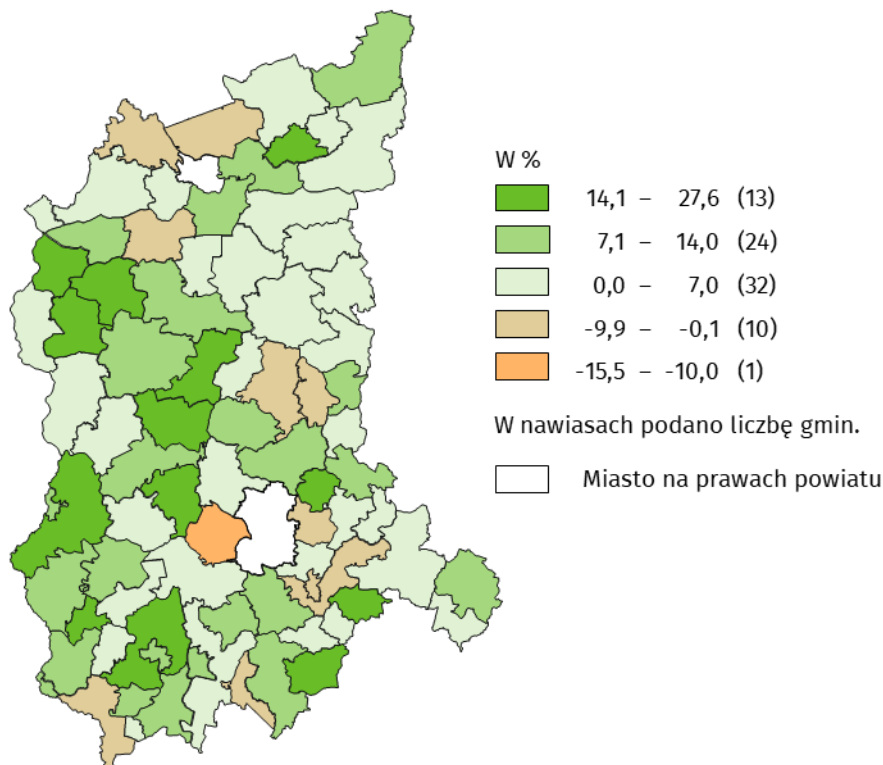 W %
14,1 – 27,6 (13)
7,1 – 14,0 (24)
0,0 – 7,0 (32)
-9,9 – -0,1 (10)
-15,5 – -10,0 (1)
W nawiasach podano liczbę gmin.
Miasto na prawach powiatu